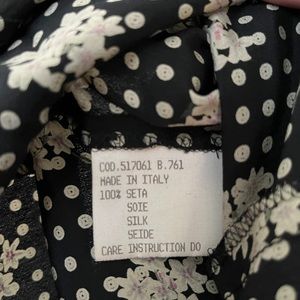 COD.517061 B.761
MADE IN ITALY
100% SETA
SOIE
SILK
SEIDE
CARE INSTRUCTION DO